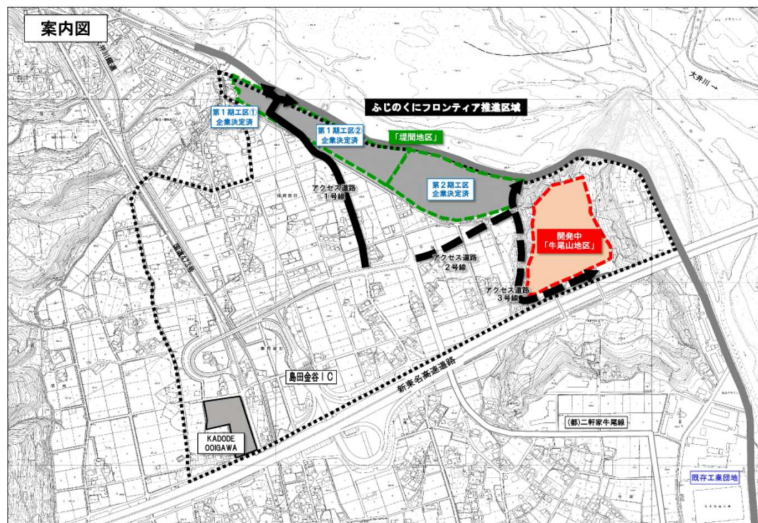 案内図
大井川→
ふじのくにフロンティア推進区域
第1期工区①
企業決定済
第1期工区②
企業決定済
「堤間地区」
第2期工区
企業決定済
アクセス道路
1号線
開発中
「牛尾山地区」
アクセス道路
2号線
アクセス道路
3号線
国道473号
島田金谷IC
新東名高速道路
KADODE
OOIGAWA
(都)二軒家牛尾線
既存工業団地